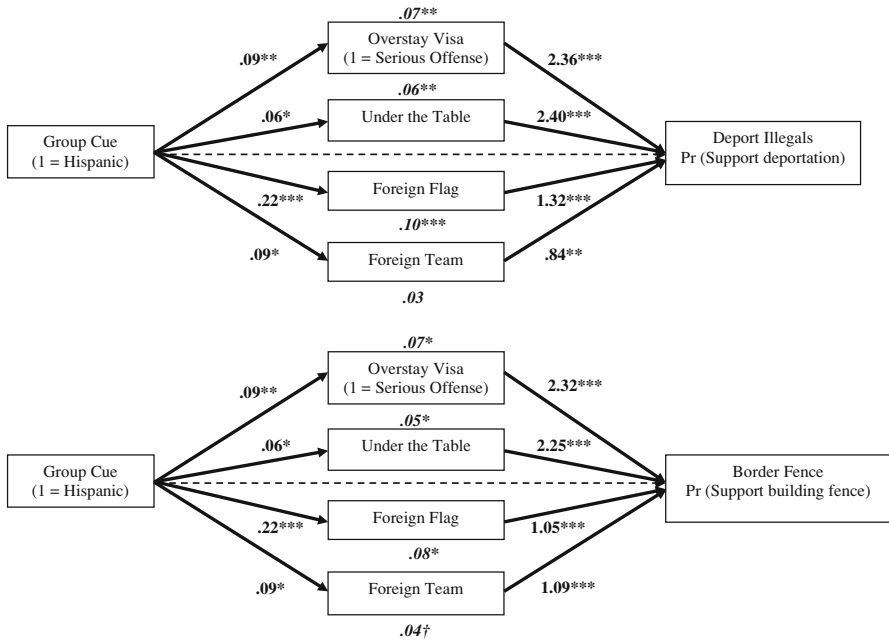 .07**
Overstay Visa
(1 = Serious Offense)
.09**
2.36***
.06**
Under the Table
.06*
2.40***
Group Cue
(1 = Hispanic)
Deport Illegals
Pr (Support deportation)
Foreign Flag
.22***
1.32***
.10***
Foreign Team
.09*
.84**
.03
.07*
Overstay Visa
(1 = Serious Offense)
.09**
2.32***
.05*
Under the Table
.06*
2.25***
Group Cue
(1 = Hispanic)
Border Fence
Pr (Support building fence)
Foreign Flag
.22***
1.05***
.08*
Foreign Team
.09*
1.09***
.04†